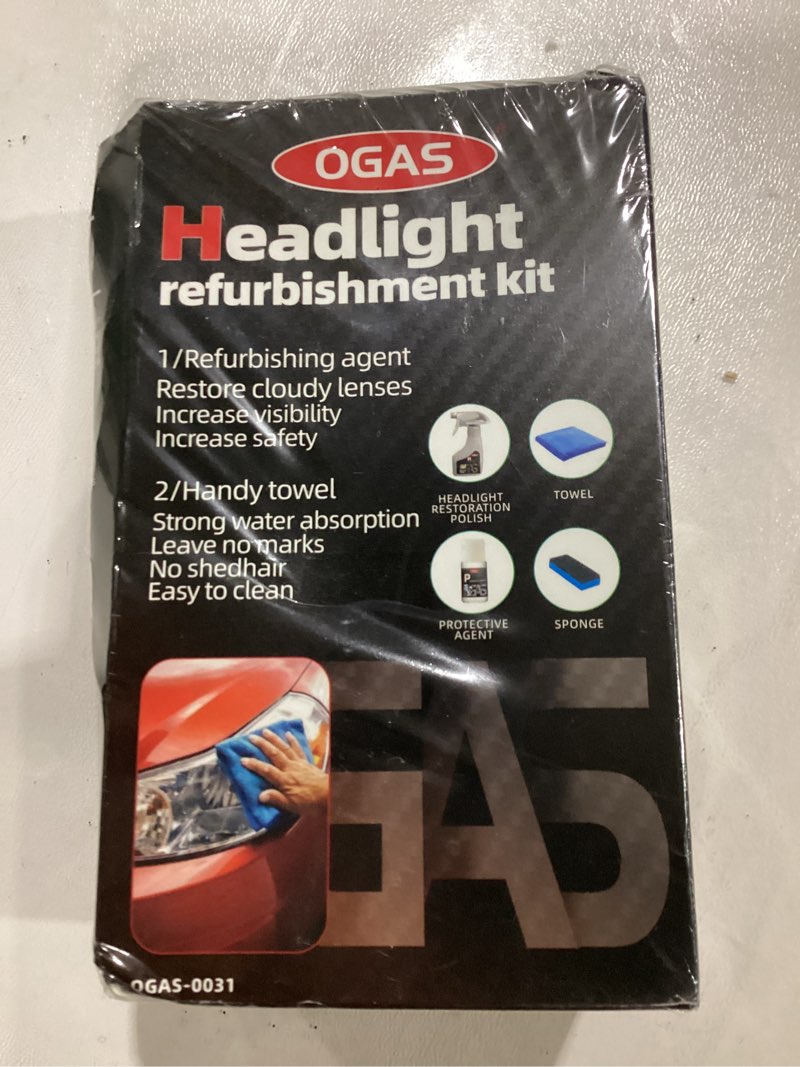 OGAS
Headlight
refurbishment kit
1/Refurbishing agent
Restore cloudy lenses
Increase visibility
Increase safety
2/Handy towel
Strong water absorption
Leave no marks
No shedhair
Easy to clean
HEADLIGHT
RESTORATION
POLISH
TOWEL
PROTECTIVE
AGENT
SPONGE
GAS
OGAS-0031